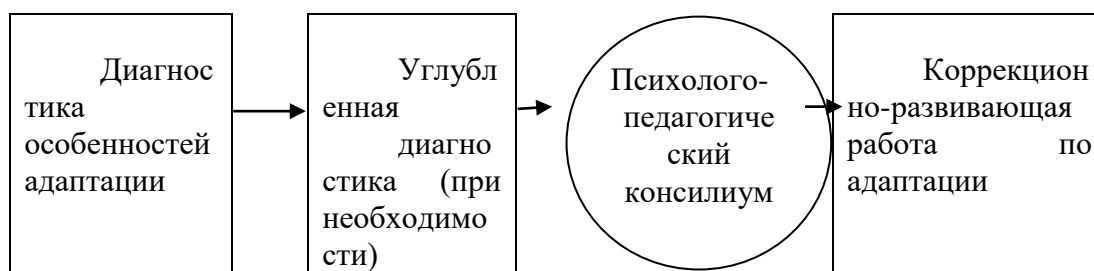 Диагнос
тика
особенностей
адаптации
Углубл
енная
диагно
стика (при
необходимо
сти)
Психолого-
педагогиче
ский
консилиум
Коррекцион
но-развивающая
работа по
адаптации